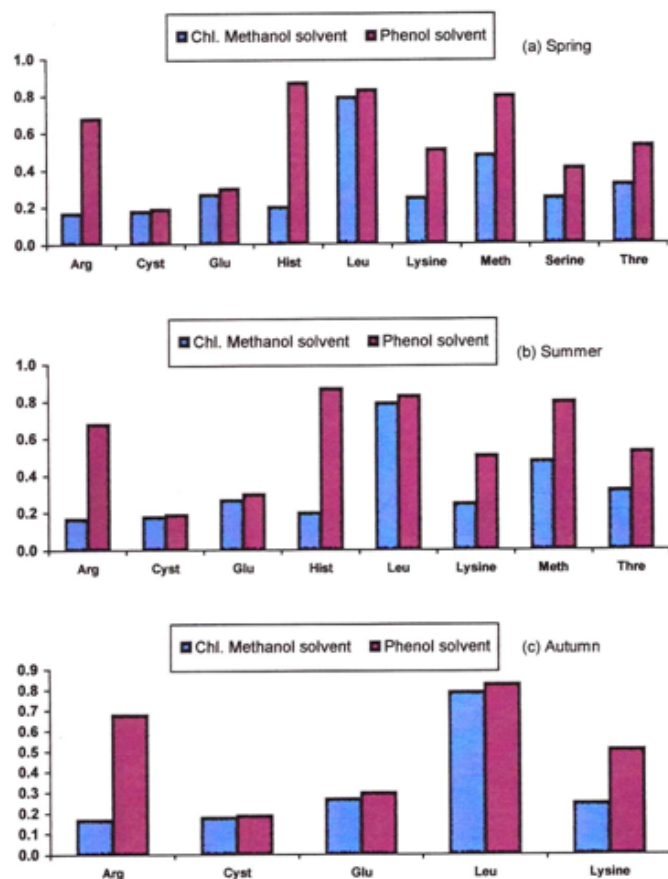 Chl. Methanol solvent Phenol solvent
(a) Spring
1.0
0.8
0.6
0.4
0.2
0.0
Arg Cyst Glu Hist Leu Lysine Meth Serine Thre
Chl. Methanol solvent Phenol solvent
(b) Summer
1.0
0.8
0.6
0.4
0.2
0.0
Arg Cyst Glu Hist Leu Lysine Meth Thre
Chl. Methanol solvent Phenol solvent
(c) Autumn
0.9
0.8
0.7
0.6
0.5
0.4
0.3
0.2
0.1
0.0
Arg Cyst Glu Leu Lysine